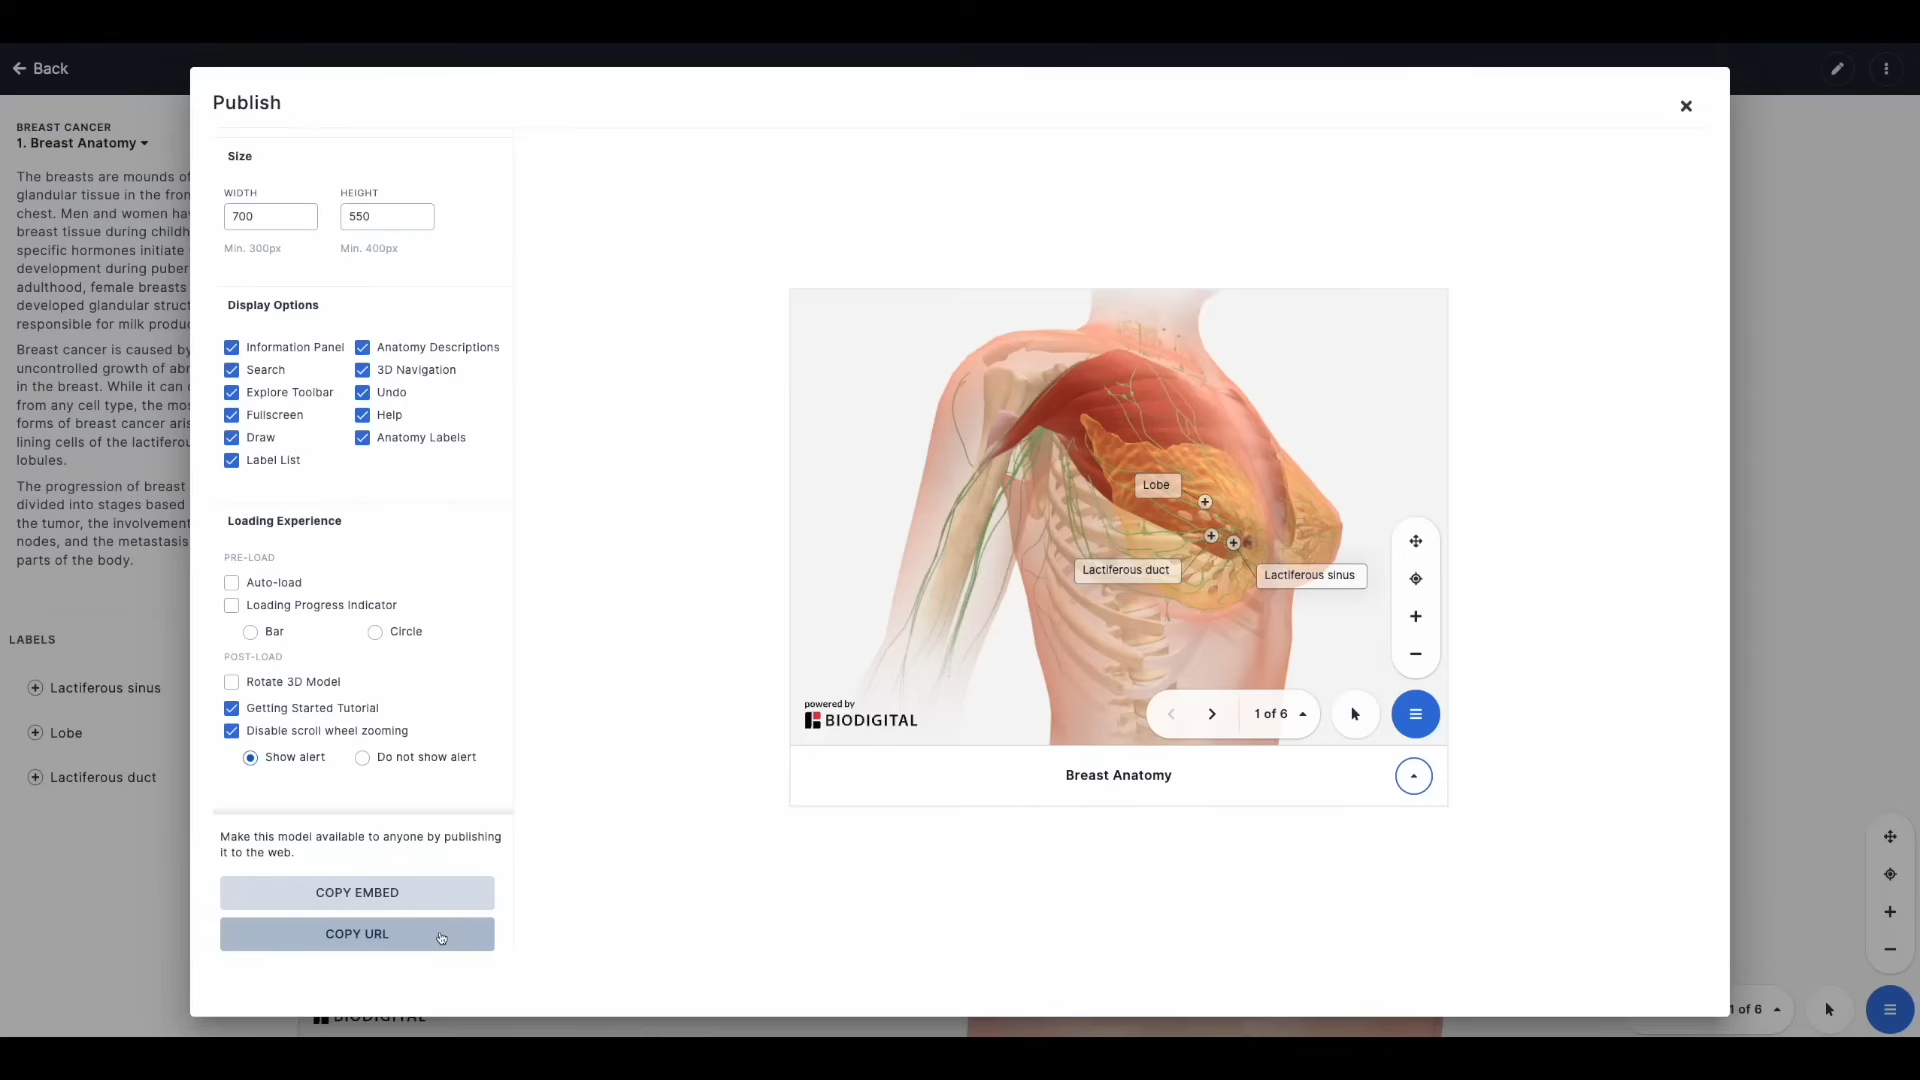 Back
Publish
BREAST CANCER
1. Breast Anatomy
The breasts are mounds of
glandular tissue in the fron
chest. Men and women ha
breast tissue during childh
specific hormones initiate
development during puber
adulthood, female breasts
developed glandular struct
responsible for milk produ
Breast cancer is caused by
uncontrolled growth of abr
in the breast. While it can
from any cell type, the mos
forms of breast cancer aris
lining cells of the lactiferou
lobules.
The progression of breast
divided into stages based
the tumor, the involvement
nodes, and the metastasis
parts of the body.
LABELS
Lactiferous sinus
Lobe
Lactiferous duct
Size
WIDTH HEIGHT
700 550
Min. 300px Min. 400px
Display Options
Information Panel Anatomy Descriptions
Search 3D Navigation
Explore Toolbar Undo
Fullscreen Help
Draw Anatomy Labels
Label List
Loading Experience
PRE-LOAD
Auto-load
Loading Progress Indicator
Bar Circle
POST-LOAD
Rotate 3D Model
Getting Started Tutorial
Disable scroll wheel zooming
Show alert Do not show alert
Make this model available to anyone by publishing
it to the web.
COPY EMBED
COPY URL
Lobe
Lactiferous duct
Lactiferous sinus
powered by
BIODIGITAL
1 of 6
Breast Anatomy
BIODIGITAL
1 of 6